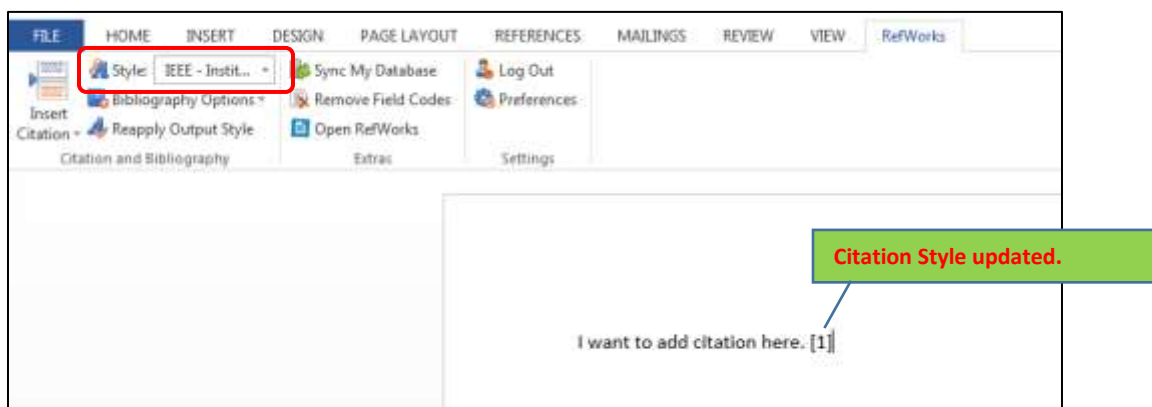 FILE HOME INSERT DESIGN PAGE LAYOUT REFERENCES MAILINGS REVIEW VIEW RefWorks
Style: IEEE - Instit... Sync My Database Log Out
Bibliography Options Remove Field Codes Preferences
Insert
Citation Reapply Output Style Open RefWorks
Citation and Bibliography Extras Settings
Citation Style updated.
I want to add citation here. [1]